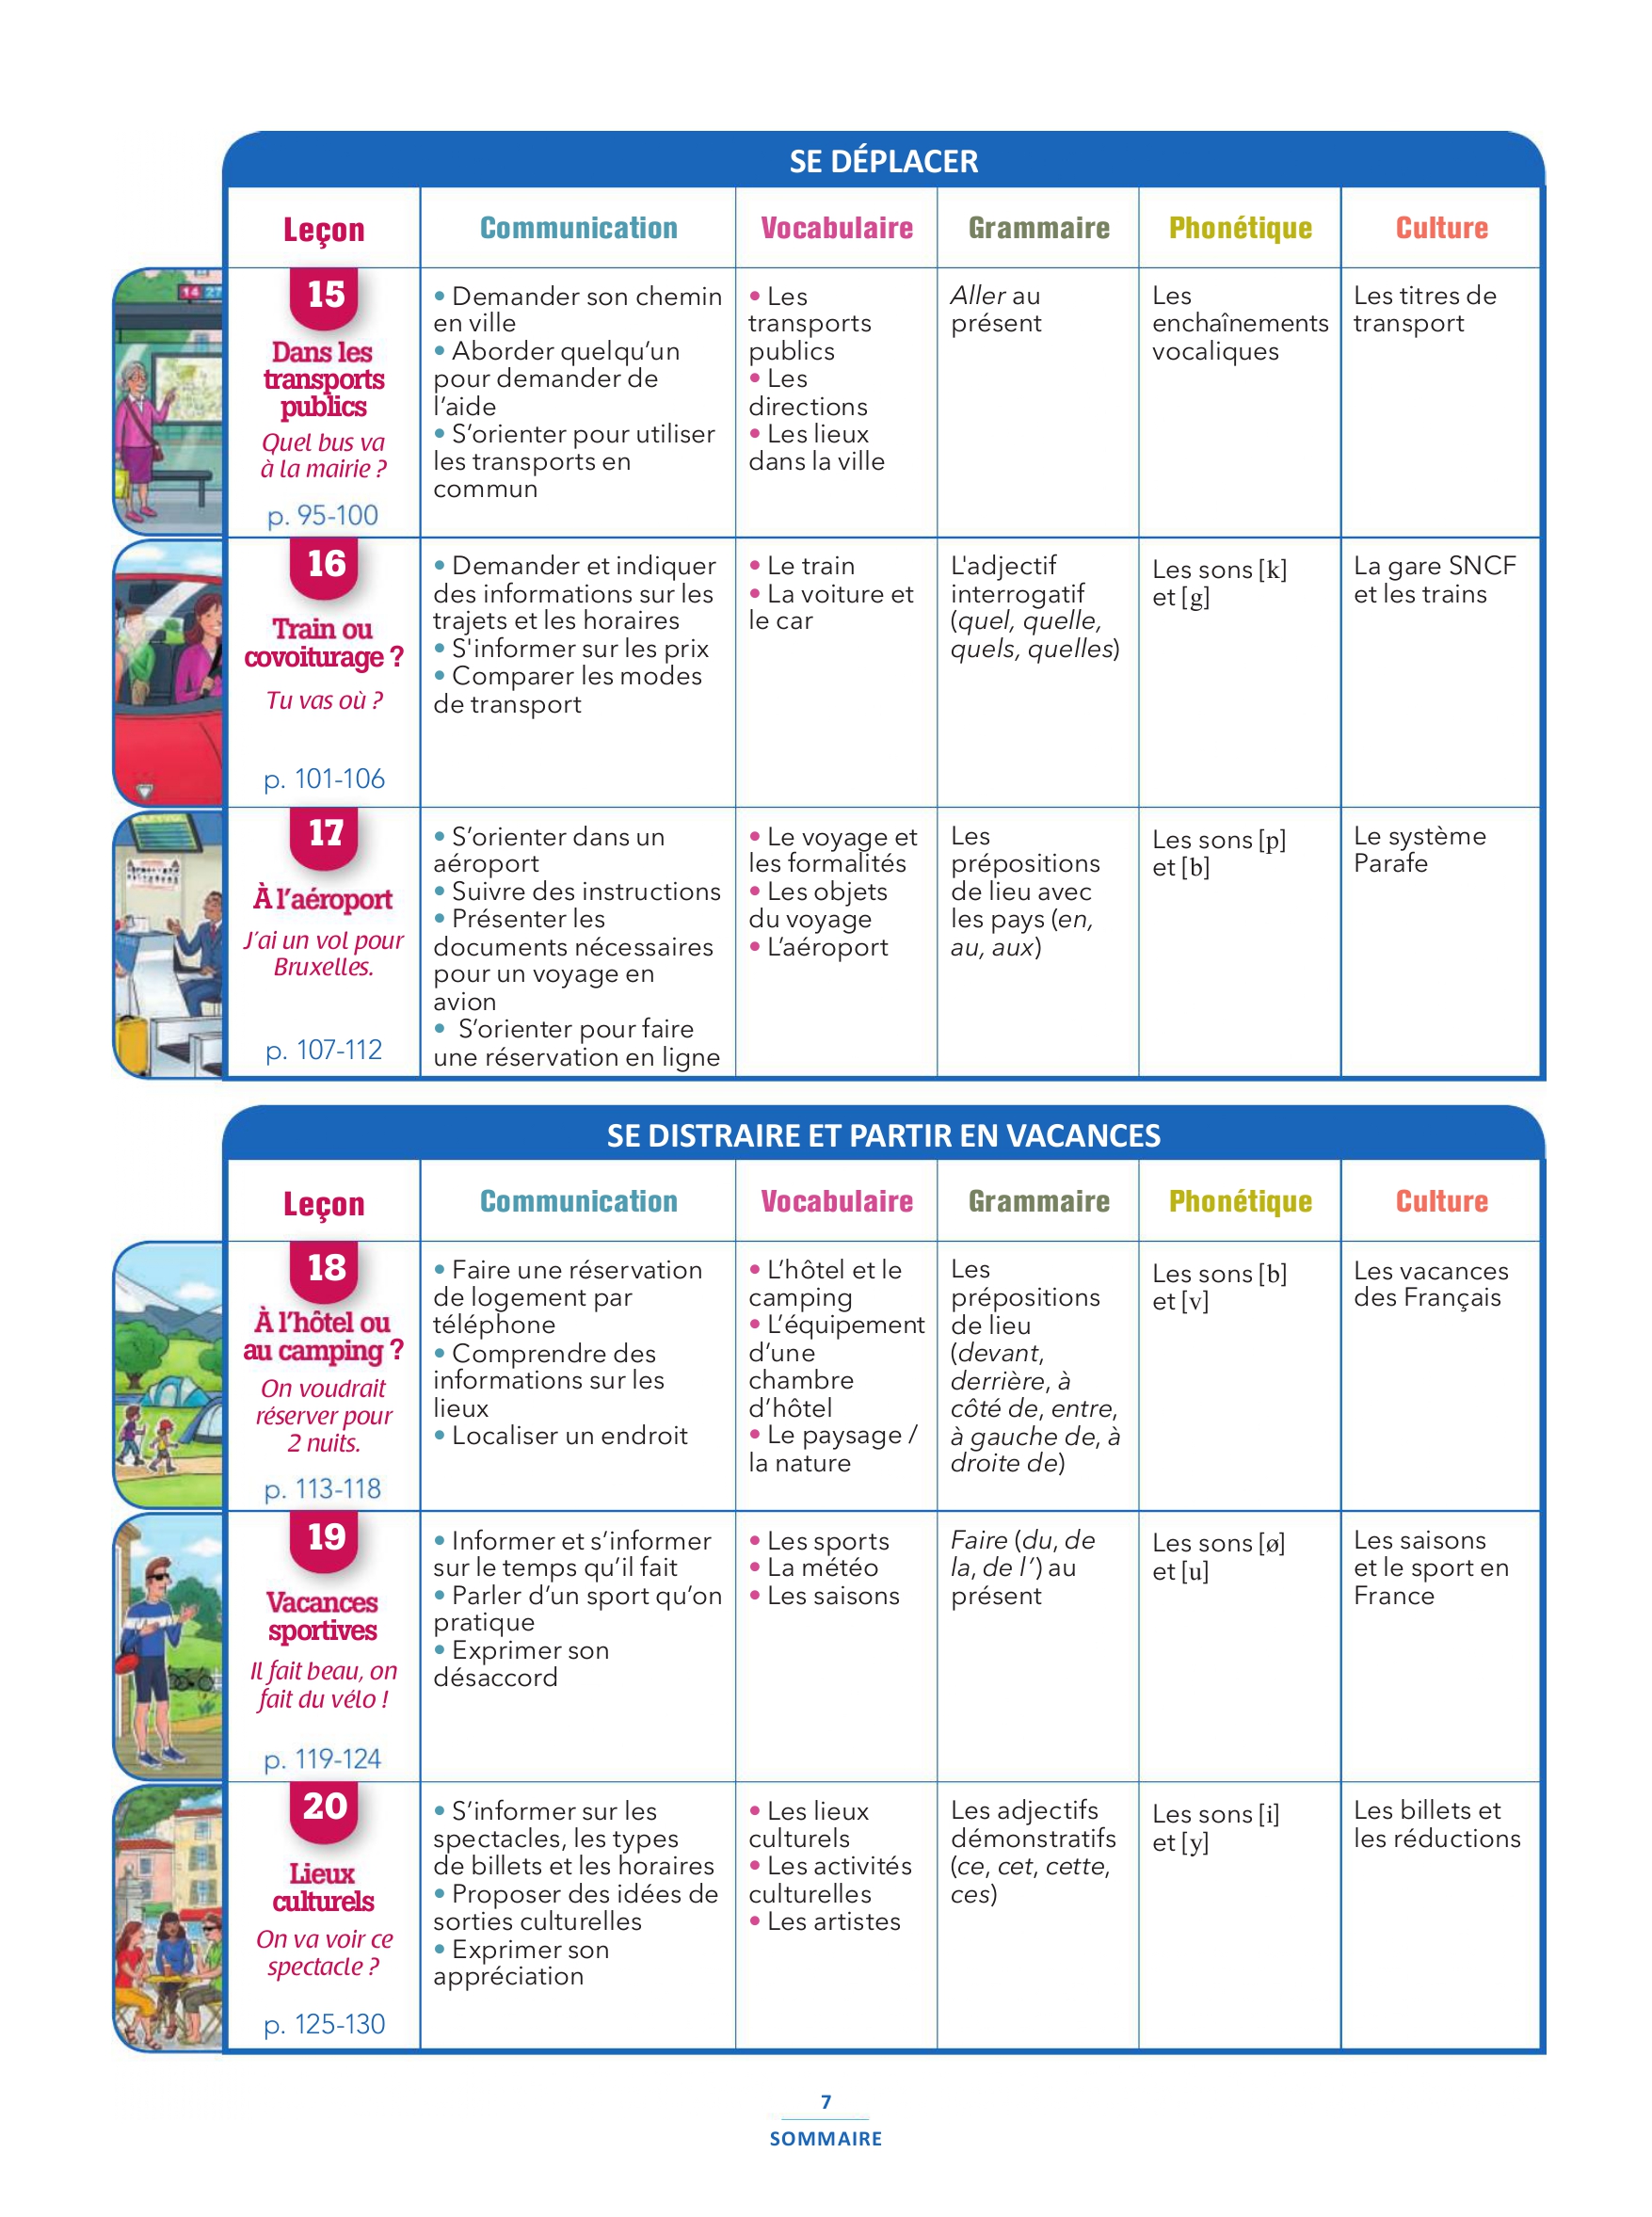 SE DÉPLACER
Leçon
Communication
Vocabulaire
Grammaire
Phonétique
Culture
14 27
15
Dans les
transports
publics
Quel bus va
à la mairie ?
p. 95-100
• Demander son chemin
en ville
• Aborder quelqu’un
pour demander de
l’aide
• S’orienter pour utiliser
les transports en
commun
• Les
transports
publics
• Les
directions
• Les lieux
dans la ville
Aller au
présent
Les
enchaînements
vocaliques
Les titres de
transport
16
Train ou
covoiturage ?
Tu vas où ?
p. 101-106
• Demander et indiquer
des informations sur les
trajets et les horaires
• S'informer sur les prix
• Comparer les modes
de transport
• Le train
• La voiture et
le car
L'adjectif
interrogatif
(quel, quelle,
quels, quelles)
Les sons [k]
et [g]
La gare SNCF
et les trains
17
À l’aéroport
J’ai un vol pour
Bruxelles.
p. 107-112
• S’orienter dans un
aéroport
• Suivre des instructions
• Présenter les
documents nécessaires
pour un voyage en
avion
• S’orienter pour faire
une réservation en ligne
• Le voyage et
les formalités
• Les objets
du voyage
• L’aéroport
Les
prépositions
de lieu avec
les pays (en,
au, aux)
Les sons [p]
et [b]
Le système
Parafe
SE DISTRAIRE ET PARTIR EN VACANCES
Leçon
Communication
Vocabulaire
Grammaire
Phonétique
Culture
18
À l’hôtel ou
au camping ?
On voudrait
réserver pour
2 nuits.
p. 113-118
• Faire une réservation
de logement par
téléphone
• Comprendre des
informations sur les
lieux
• Localiser un endroit
• L’hôtel et le
camping
• L’équipement
d’une
chambre
d’hôtel
• Le paysage /
la nature
Les
prépositions
de lieu
(devant,
derrière, à
côté de, entre,
à gauche de, à
droite de)
Les sons [b]
et [v]
Les vacances
des Français
19
Vacances
sportives
Il fait beau, on
fait du vélo !
p. 119-124
• Informer et s’informer
sur le temps qu’il fait
• Parler d’un sport qu’on
pratique
• Exprimer son
désaccord
• Les sports
• La météo
• Les saisons
Faire (du, de
la, de l’) au
présent
Les sons [ø]
et [u]
Les saisons
et le sport en
France
20
Lieux
culturels
On va voir ce
spectacle ?
p. 125-130
• S’informer sur les
spectacles, les types
de billets et les horaires
• Proposer des idées de
sorties culturelles
• Exprimer son
appréciation
• Les lieux
culturels
• Les activités
culturelles
• Les artistes
Les adjectifs
démonstratifs
(ce, cet, cette,
ces)
Les sons [i]
et [y]
Les billets et
les réductions
7
SOMMAIRE